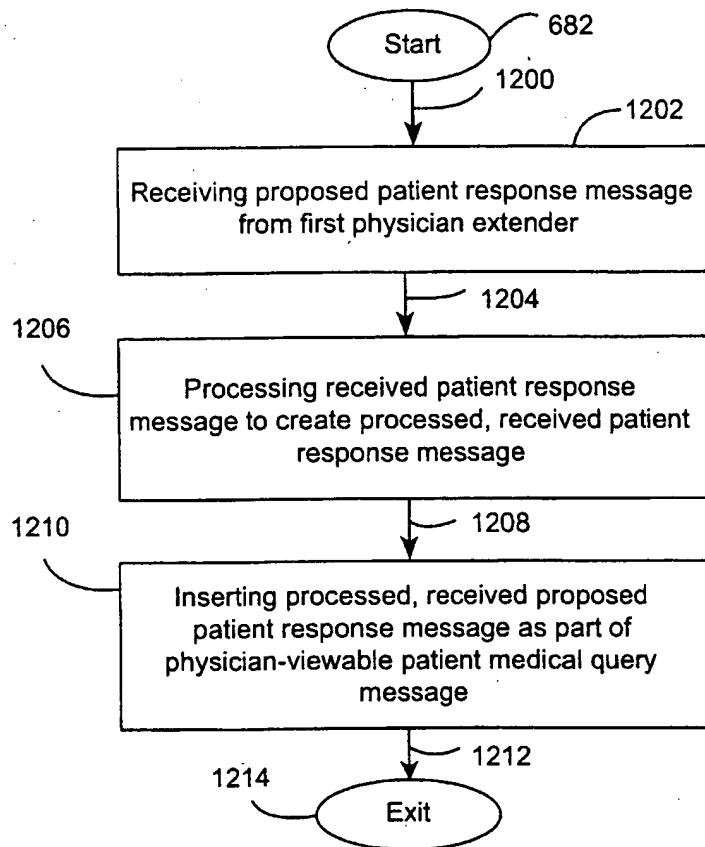 Start
682
1200
1202
Receiving proposed patient response message
from first physician extender
1204
1206
Processing received patient response
message to create processed, received patient
response message
1208
1210
Inserting processed, received proposed
patient response message as part of
physician-viewable patient medical query
message
1212
1214
Exit